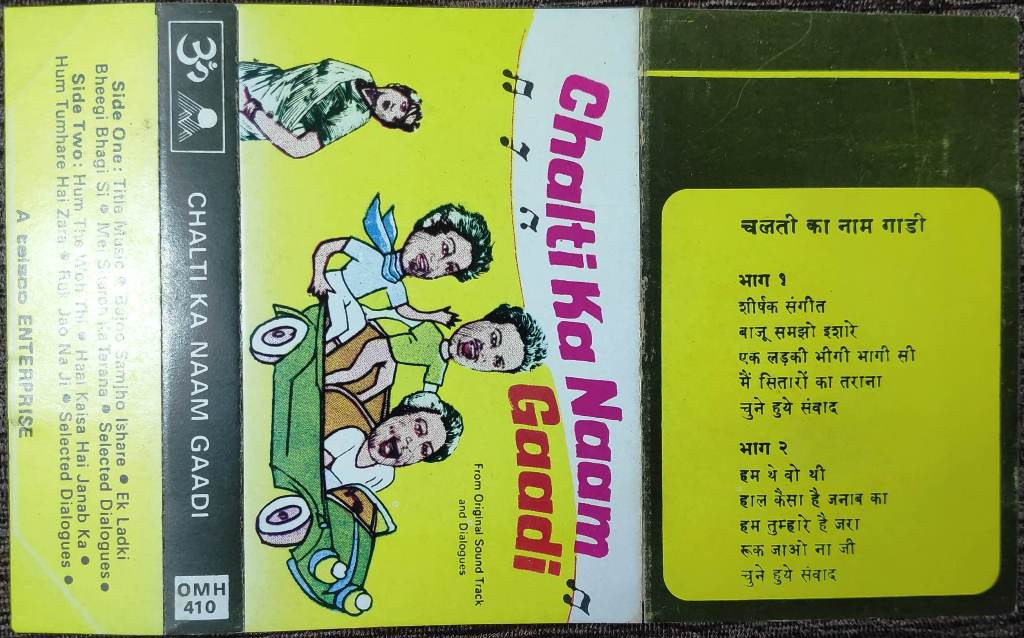 Side One: Title Music • Baboo Samjho Ishare • Ek Ladki
Bheegi Bhagi Si • Mei Sitaron Ka Terana • Selected Dialogues •
Side Two: Hum The Woh Thi • Haal Kaisa Hai Janab Ka •
Hum Tumhare Hai Zara • Ruk Jao Na Ji • Selected Dialogues •
A ENTERPRISE
ॐ
CHALTI KA NAAM GAADI
OMH
410
Chalti Ka Naam
Gaadi
From Original Sound Track
and Dialogues
चलती का नाम गाडी
भाग १
शीर्षक संगीत
बाजू समझो इशारे
एक लड़की भीगी भागी सी
मैं सितारों का तराना
चुने हुये संवाद
भाग २
हम थे वो थी
हाल कैसा है जनाब का
हम तुम्हारे है जरा
रूक जाओ ना जी
चुने हुये संवाद